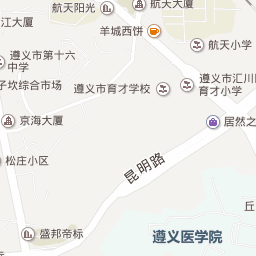 航天阳光
航天大厦
江大厦
羊城西饼
航天小学
遵义市第十六
中学
子坎综合市场
遵义市育才学校
遵义市汇川
育才小学
京海大厦
居然之
松庄小区
昆明路
丘
盛邦帝标
遵义医学院